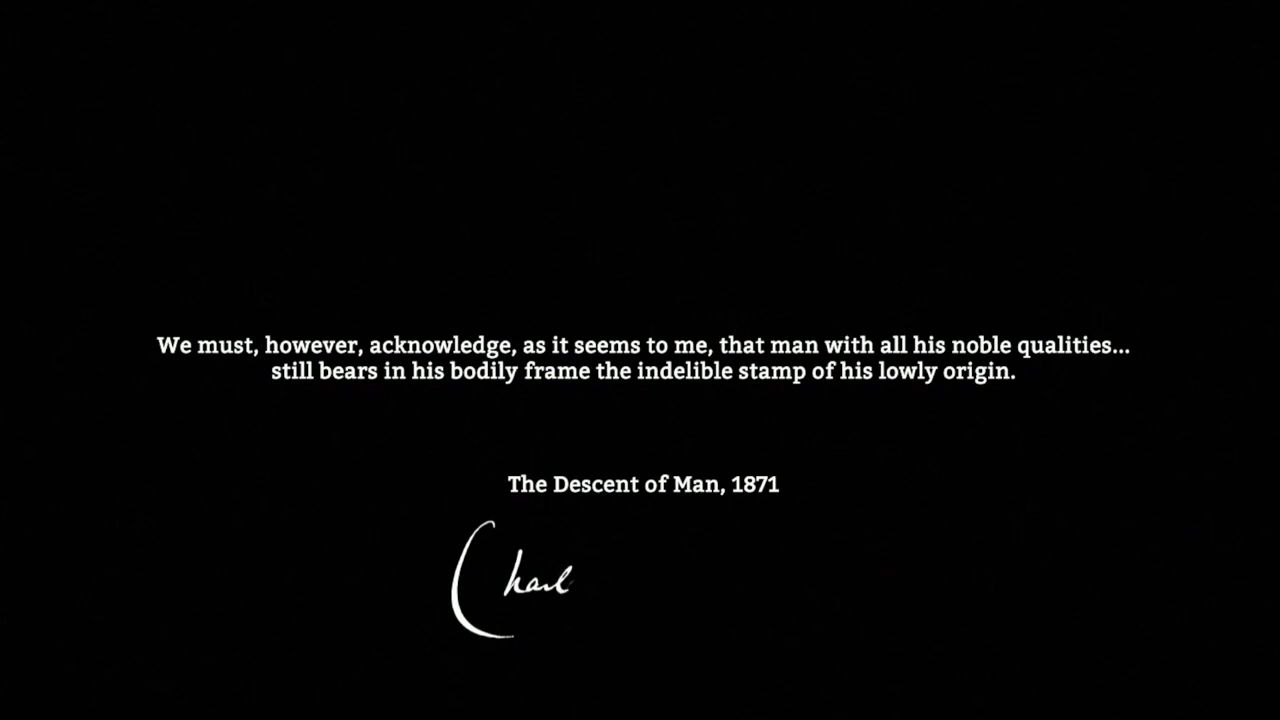 We must, however, acknowledge, as it seems to me, that man with all his noble qualities...
still bears in his bodily frame the indelible stamp of his lowly origin.
The Descent of Man, 1871
Charl